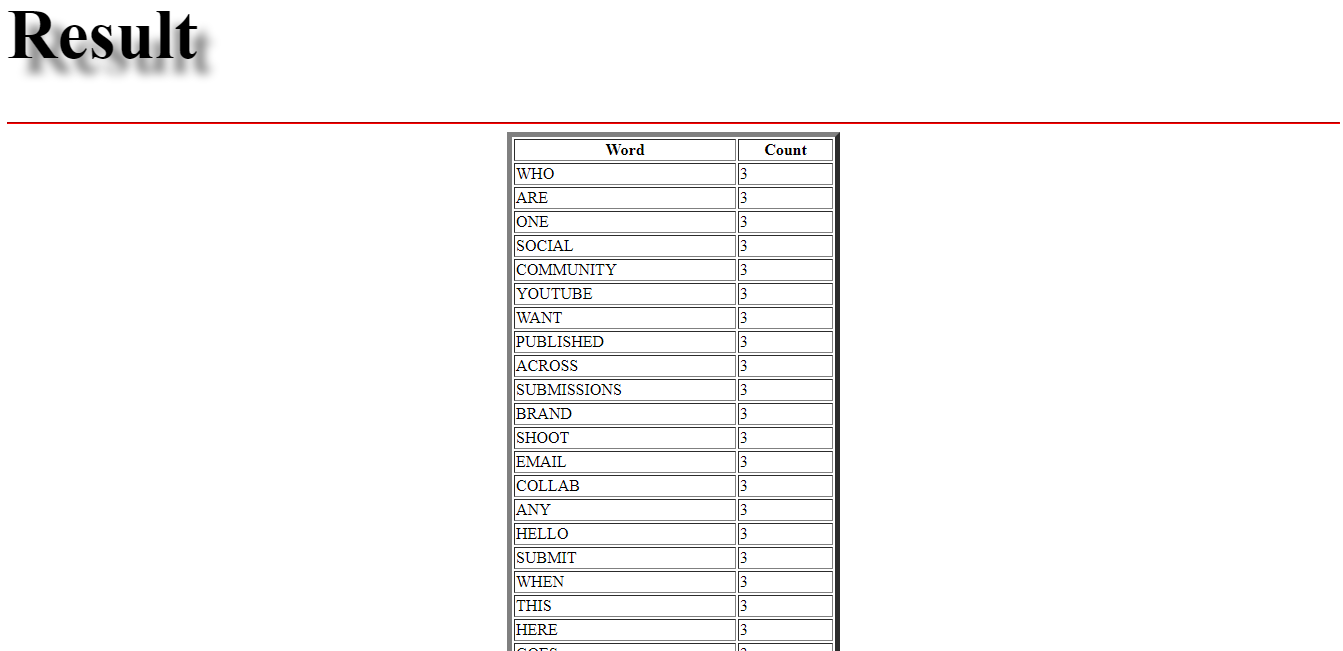 Result
Word Count
WHO 3
ARE 3
ONE 3
SOCIAL 3
COMMUNITY 3
YOUTUBE 3
WANT 3
PUBLISHED 3
ACROSS 3
SUBMISSIONS 3
BRAND 3
SHOOT 3
EMAIL 3
COLLAB 3
ANY 3
HELLO 3
SUBMIT 3
WHEN 3
THIS 3
HERE 3